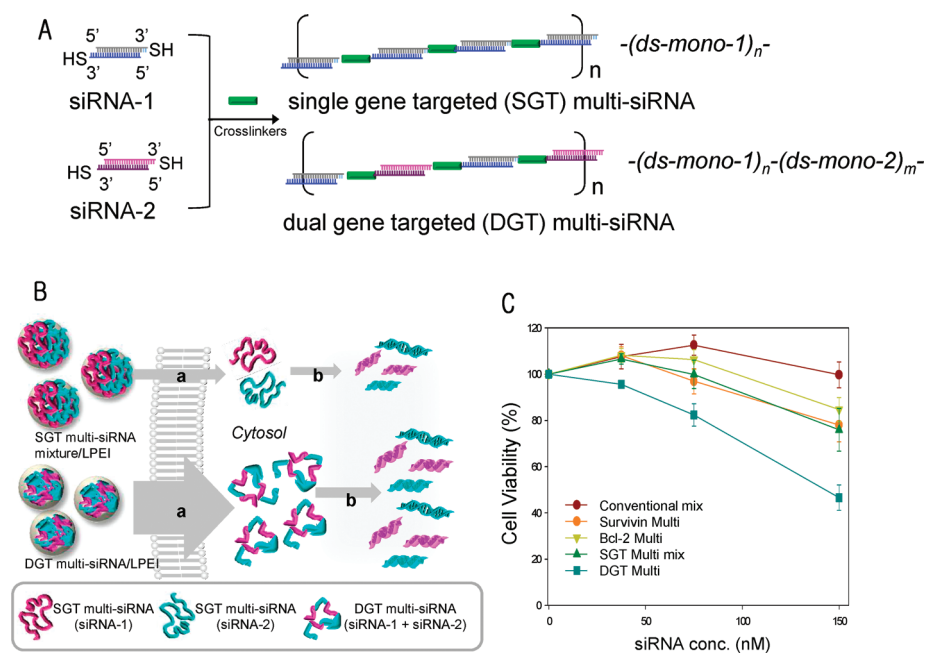 A
5’ 3’
HS SH
3’ 5’
siRNA-1
5’ 3’
HS SH
3’ 5’
siRNA-2
Crosslinkers
n
-(ds-mono-1)n-
single gene targeted (SGT) multi-siRNA
n
-(ds-mono-1)n-(ds-mono-2)m-
dual gene targeted (DGT) multi-siRNA
B
a
b
SGT multi-siRNA
mixture/LPEI
Cytosol
a
b
DGT multi-siRNA/LPEI
SGT multi-siRNA
(siRNA-1)
SGT multi-siRNA
(siRNA-2)
DGT multi-siRNA
(siRNA-1 + siRNA-2)
C
Cell Viability (%)
120
100
80
60
40
20
0
Conventional mix
Survivin Multi
Bcl-2 Multi
SGT Multi mix
DGT Multi
0 50 100 150
siRNA conc. (nM)